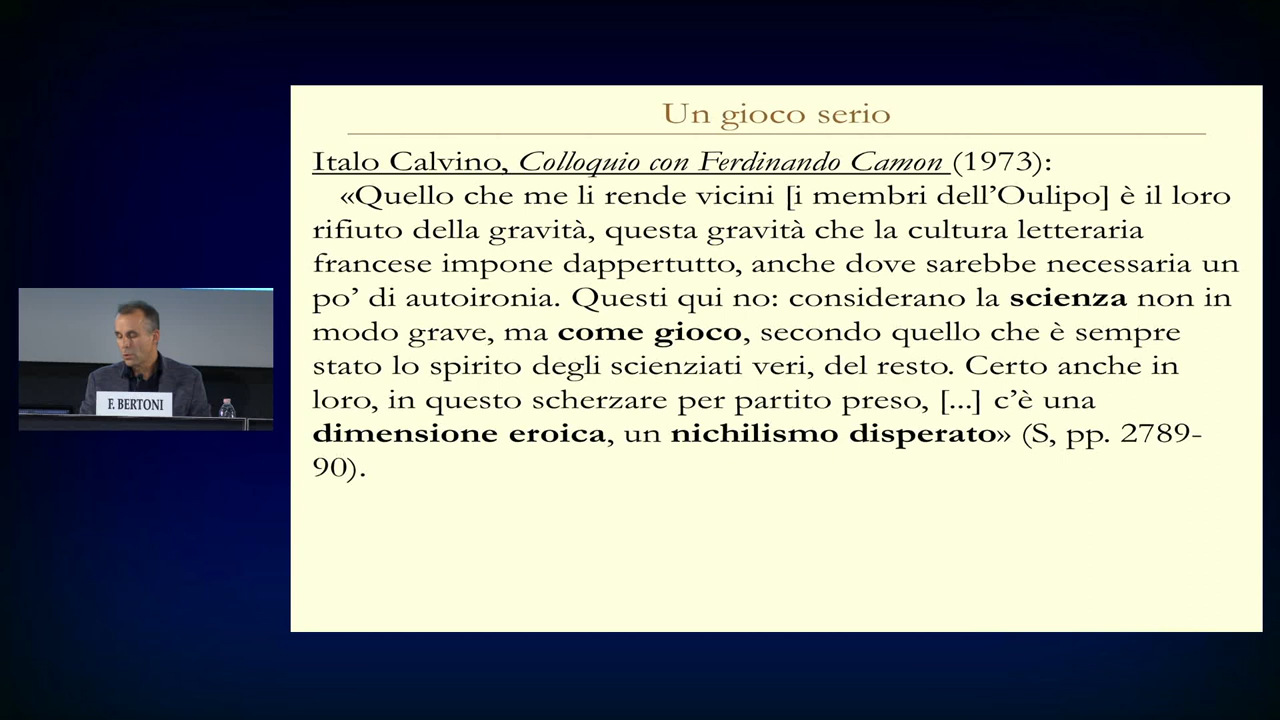 Un gioco serio
Italo Calvino, Colloquio con Ferdinando Camon (1973):
«Quello che me li rende vicini [i membri dell’Oulipo] è il loro
rifiuto della gravità, questa gravità che la cultura letteraria
francese impone dappertutto, anche dove sarebbe necessaria un
po’ di autoironia. Questi qui no: considerano la scienza non in
modo grave, ma come gioco, secondo quello che è sempre
stato lo spirito degli scienziati veri, del resto. Certo anche in
loro, in questo scherzare per partito preso, [...] c’è una
dimensione eroica, un nichilismo disperato» (S, pp. 2789-
90).
F. BERTONI